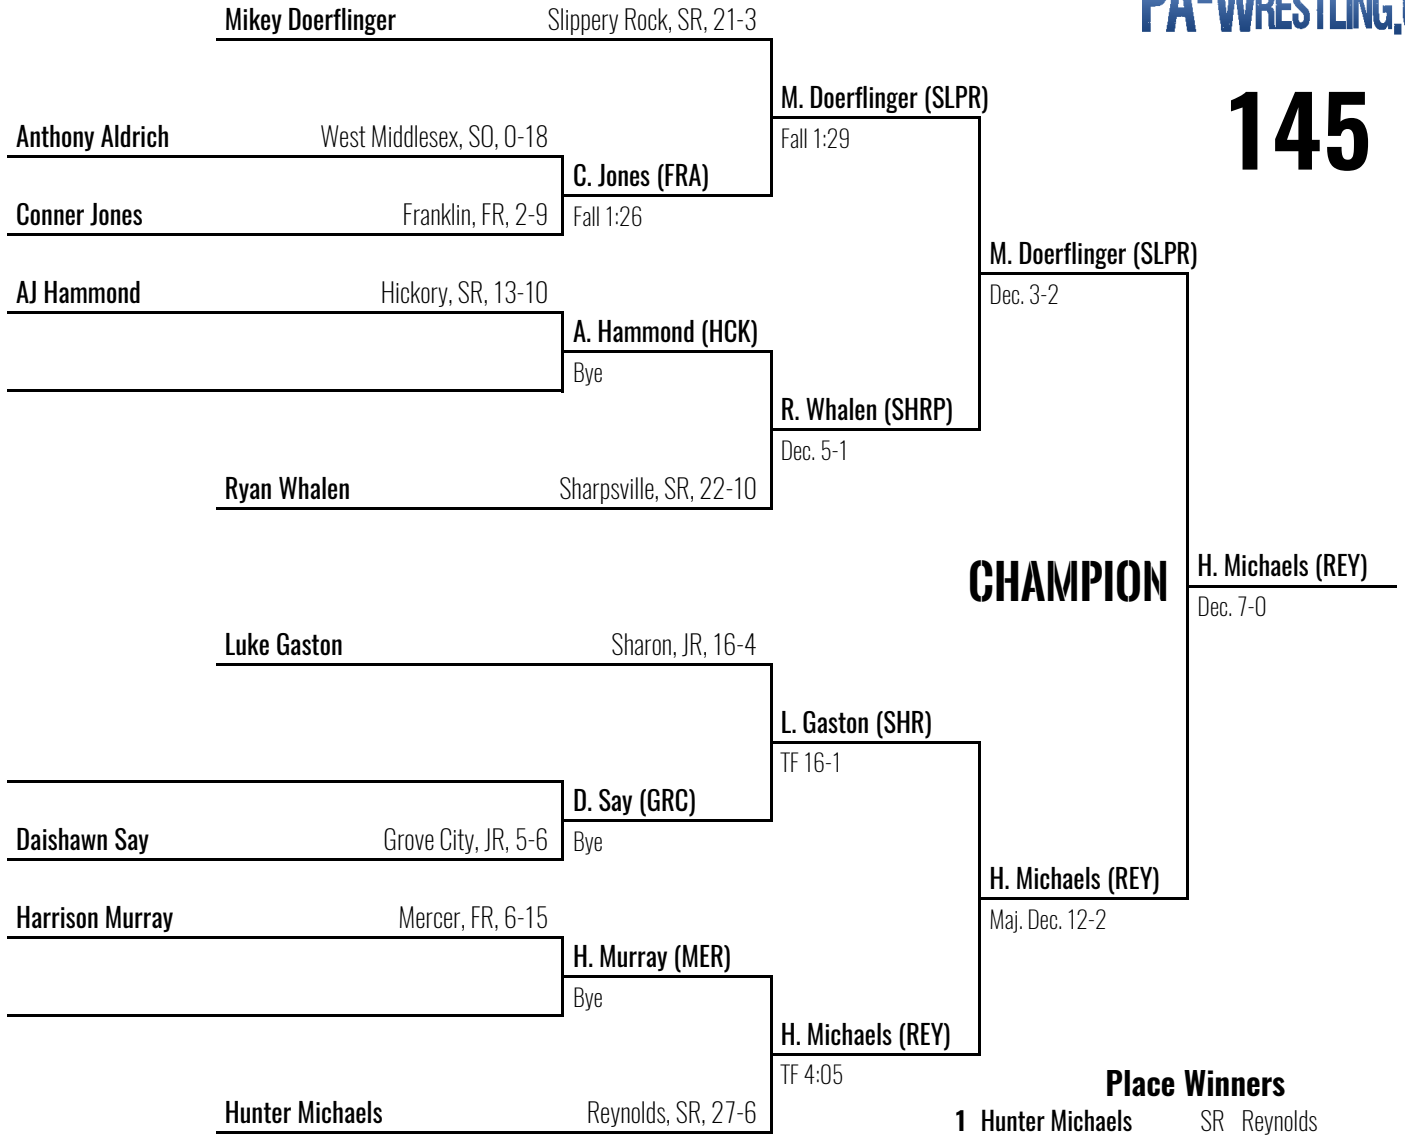 PA-WRESTLING.
Mikey Doerflinger Slippery Rock, SR, 21-3
145
M. Doerflinger (SLPR)
Fall 1:29
Anthony Aldrich West Middlesex, SO, 0-18
C. Jones (FRA)
Fall 1:26
Conner Jones Franklin, FR, 2-9
M. Doerflinger (SLPR)
Dec. 3-2
AJ Hammond Hickory, SR, 13-10
A. Hammond (HCK)
Bye
R. Whalen (SHRP)
Dec. 5-1
Ryan Whalen Sharpsville, SR, 22-10
CHAMPION
H. Michaels (REY)
Dec. 7-0
Luke Gaston Sharon, JR, 16-4
L. Gaston (SHR)
TF 16-1
D. Say (GRC)
Bye
Daishawn Say Grove City, JR, 5-6
H. Michaels (REY)
Maj. Dec. 12-2
Harrison Murray Mercer, FR, 6-15
H. Murray (MER)
Bye
H. Michaels (REY)
TF 4:05
Hunter Michaels Reynolds, SR, 27-6
Place Winners
1 Hunter Michaels SR Reynolds